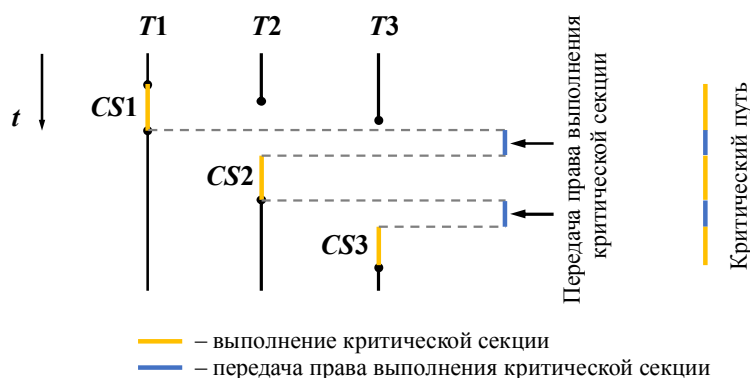 T1 T2 T3
t
CS1
CS2
CS3
Передача права выполнения
критической секции
Критический путь
– выполнение критической секции
– передача права выполнения критической секции